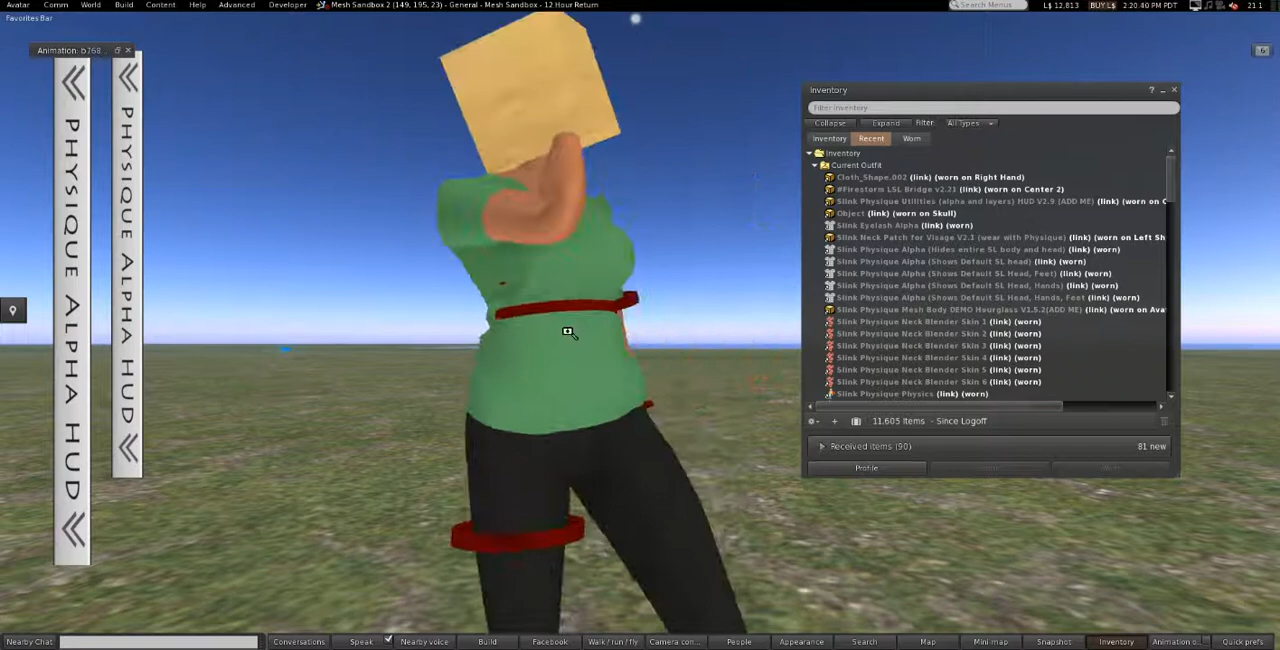 Avatar Comm World Build Content Help Advanced Developer Mesh Sandbox 2 (149, 195, 23) - General - Mesh Sandbox - 12 Hour Return Search Menus L$ 12,813 BUY L$ 2:20:40 PM PDT 21.1
Favorites Bar
Animation: b768...
PHYSIQUE ALPHA HUD
PHYSIQUE ALPHA HUD
6
Inventory
Filter Inventory
Collapse Expand Filter: All Types
Inventory Recent Worn
Inventory
Current Outfit
Cloth_Shape.002 (link) (worn on Right Hand)
#Firestorm LSL Bridge v2.21 (link) (worn on Center 2)
Slink Physique Utilities (alpha and layers) HUD V2.9 (ADD ME) (link) (worn on C
Object (link) (worn on Skull)
Slink Eyelash Alpha (link) (worn)
Slink Neck Patch for Visage V2.1 (wear with Physique) (link) (worn on Left Sh
Slink Physique Alpha (Hides entire SL body and head) (link) (worn)
Slink Physique Alpha (Shows Default SL head) (link) (worn)
Slink Physique Alpha (Shows Default SL Head, Feet) (link) (worn)
Slink Physique Alpha (Shows Default SL Head, Hands) (link) (worn)
Slink Physique Alpha (Shows Default SL Head, Hands, Feet (link) (worn)
Slink Physique Mesh Body DEMO Hourglass V1.5.2(ADD ME) (link) (worn on Ava
Slink Physique Neck Blender Skin 1 (link) (worn)
Slink Physique Neck Blender Skin 2 (link) (worn)
Slink Physique Neck Blender Skin 3 (link) (worn)
Slink Physique Neck Blender Skin 4 (link) (worn)
Slink Physique Neck Blender Skin 5 (link) (worn)
Slink Physique Neck Blender Skin 6 (link) (worn)
Slink Physique Physics (link) (worn)
11,605 Items - Since Logoff
Received Items (90) 81 new
Profile
Nearby Chat Conversations Speak Nearby voice Build Facebook Walk / run / fly Camera con... People Appearance Search Map Mini map Snapshot Inventory Animation o... Quick prefs